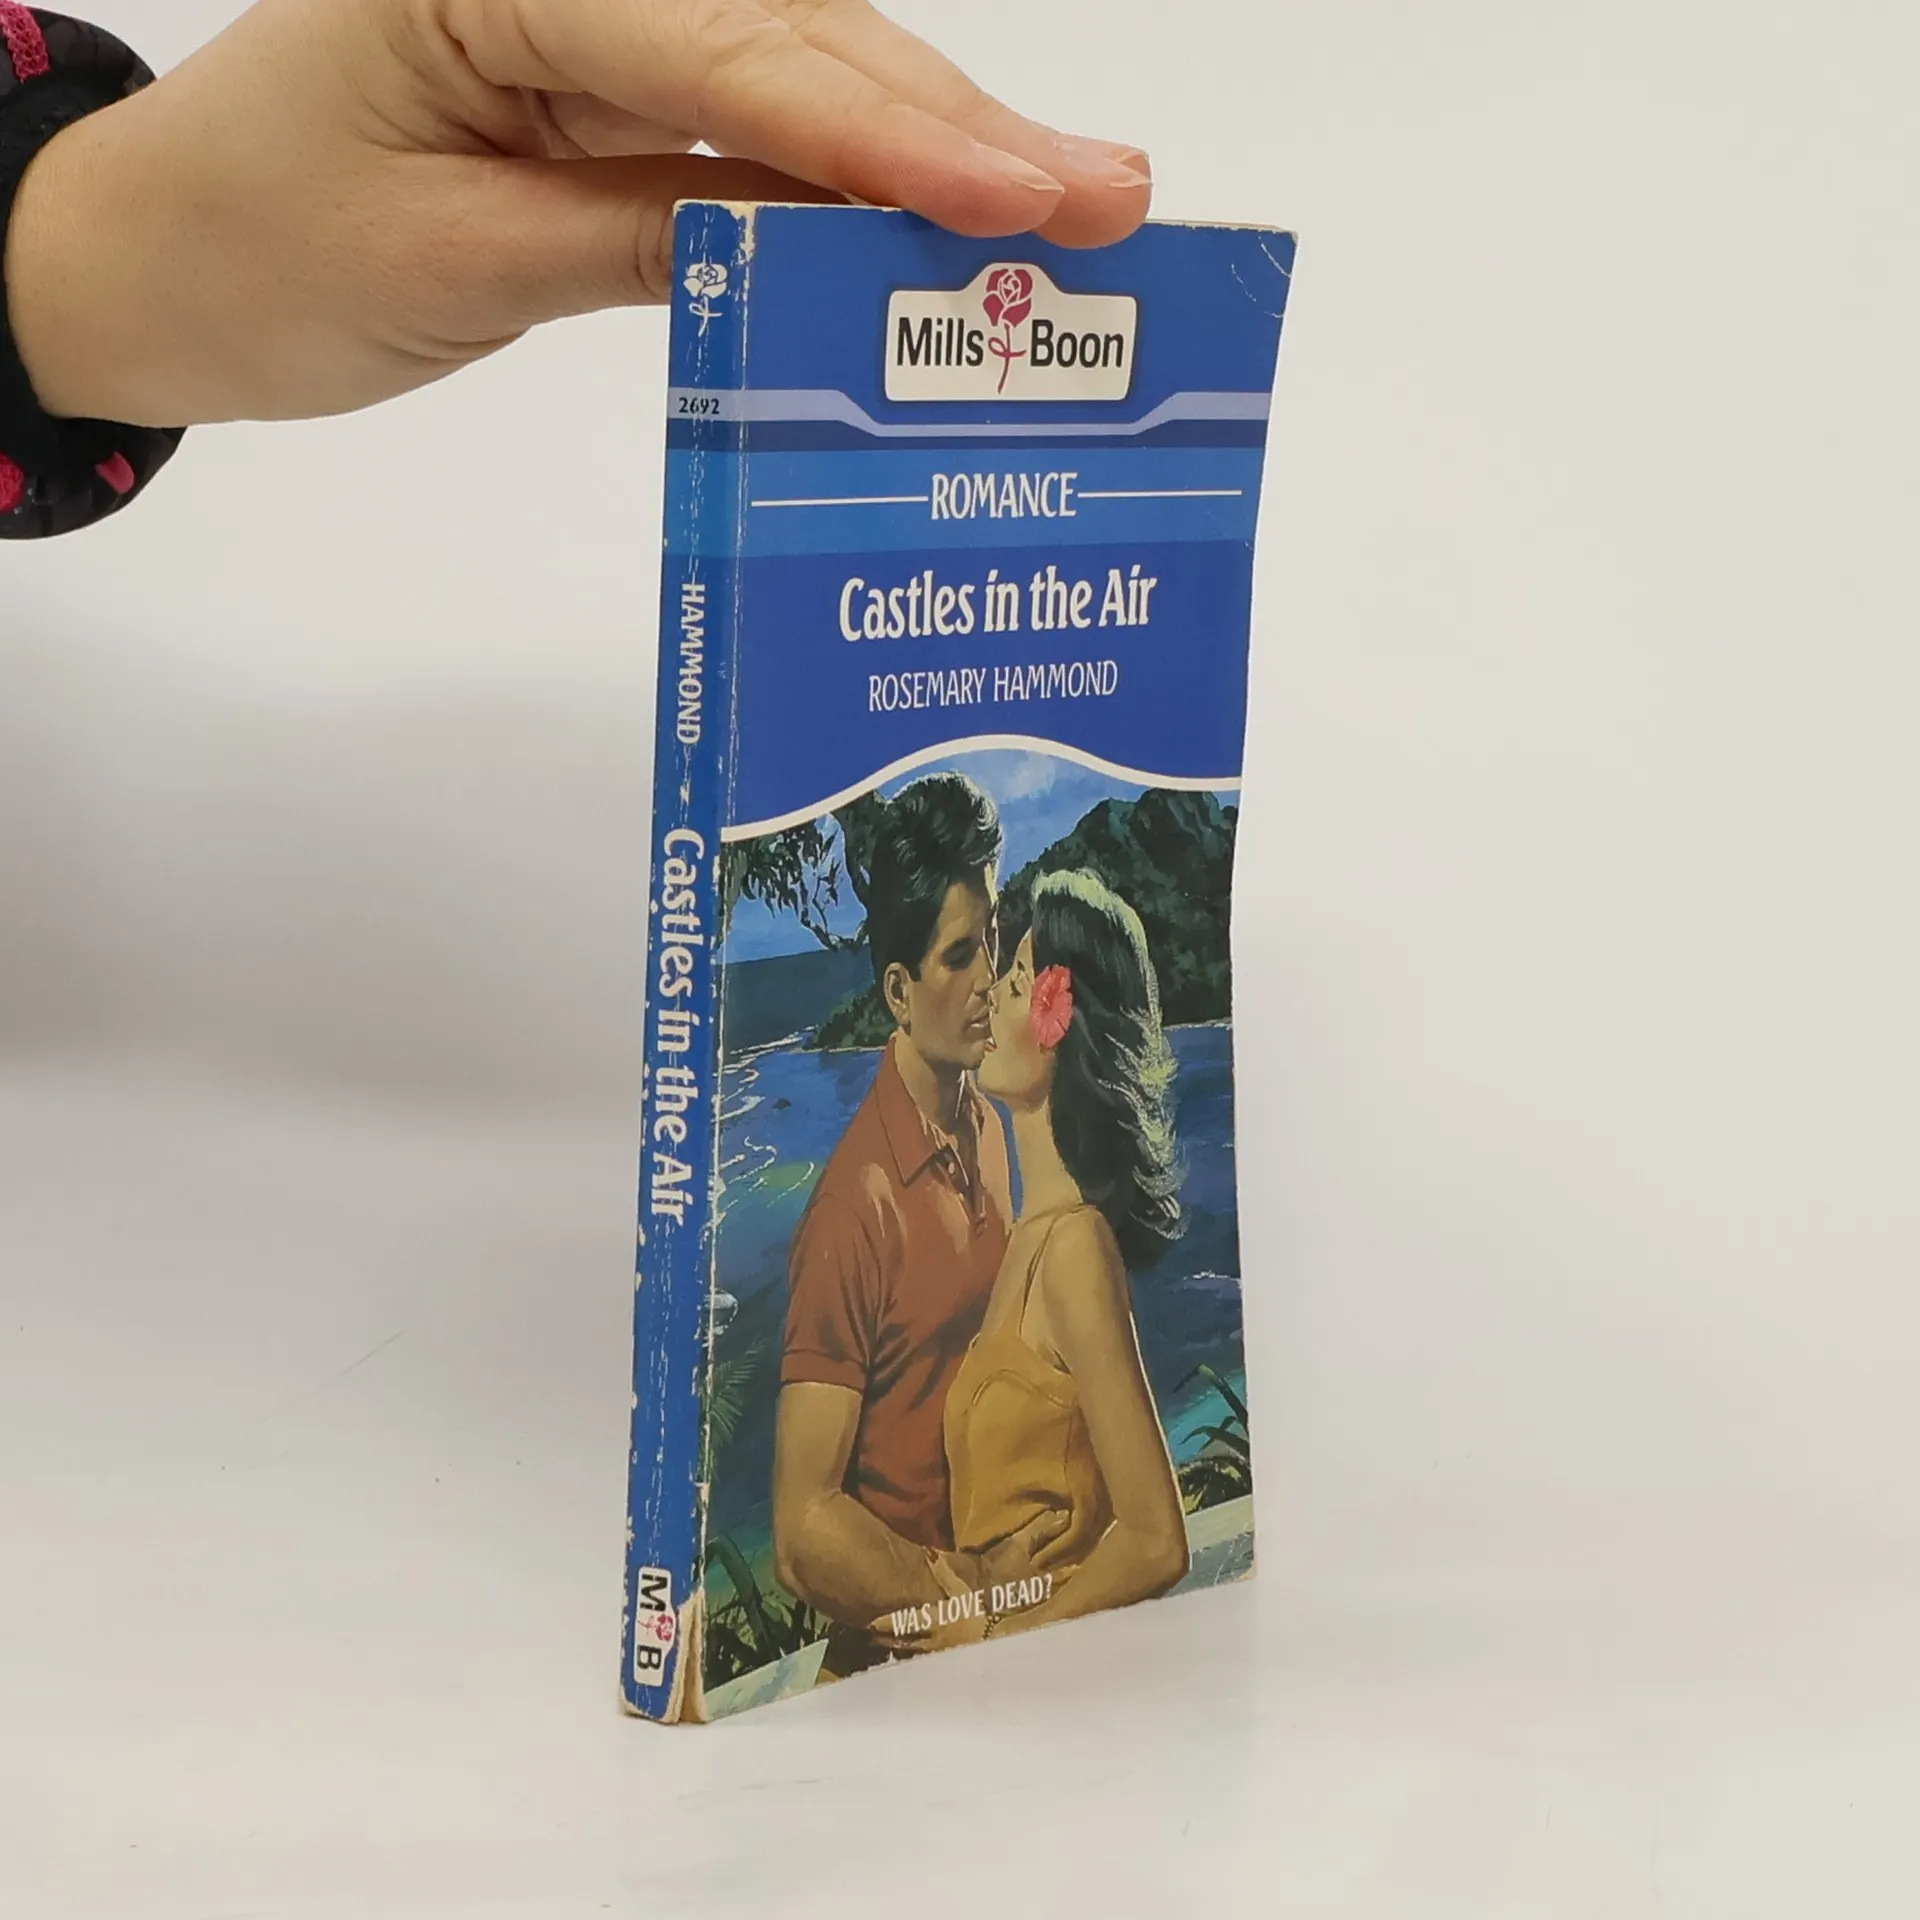 Mills & Boon
ROMANCE
Castles in the Air
ROSEMARY HAMMOND
WAS LOVE DEAD?
2692
HAMMOND
Castles in the Air
M&B